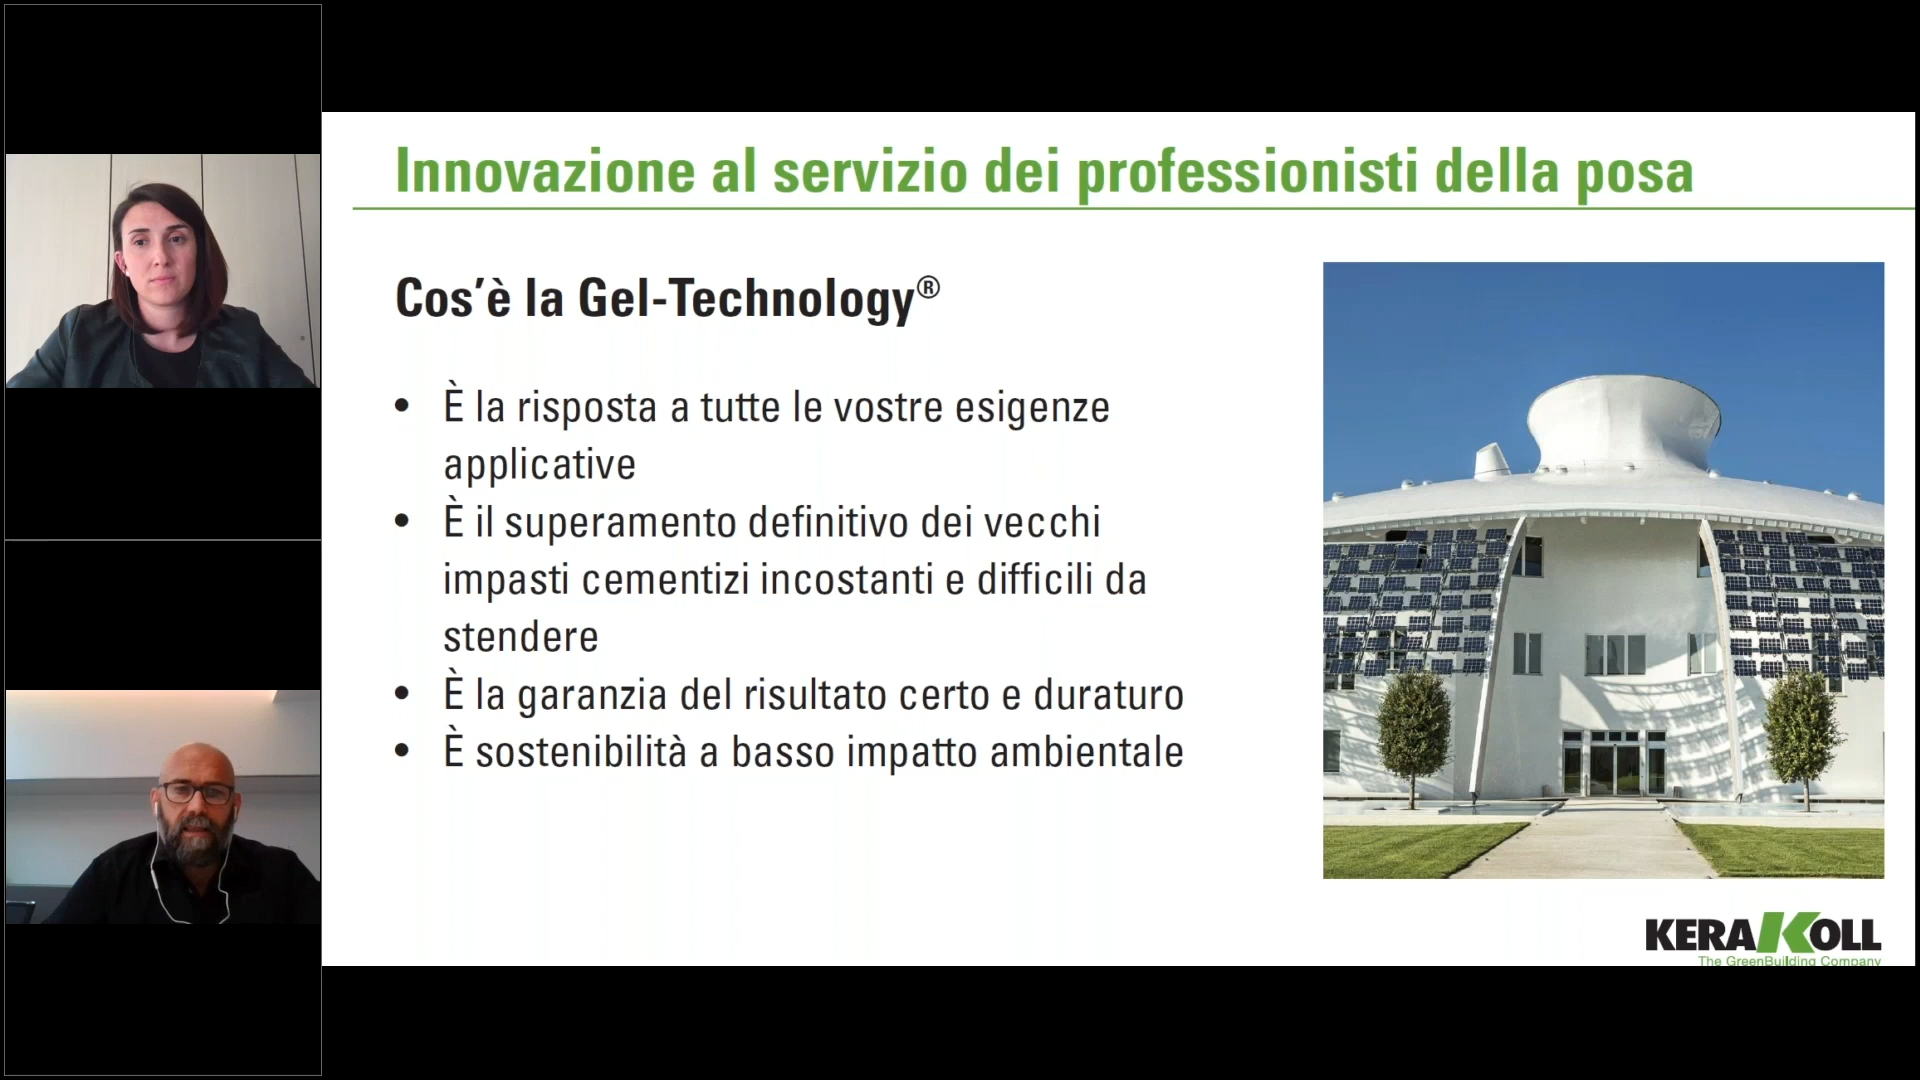 Innovazione al servizio dei professionisti della posa
Cos’è la Gel-Technology®
• È la risposta a tutte le vostre esigenze
applicative
• È il superamento definitivo dei vecchi
impasti cementizi incostanti e difficili da
stendere
• È la garanzia del risultato certo e duraturo
• È sostenibilità a basso impatto ambientale
KERAKOLL
The GreenBuilding Company